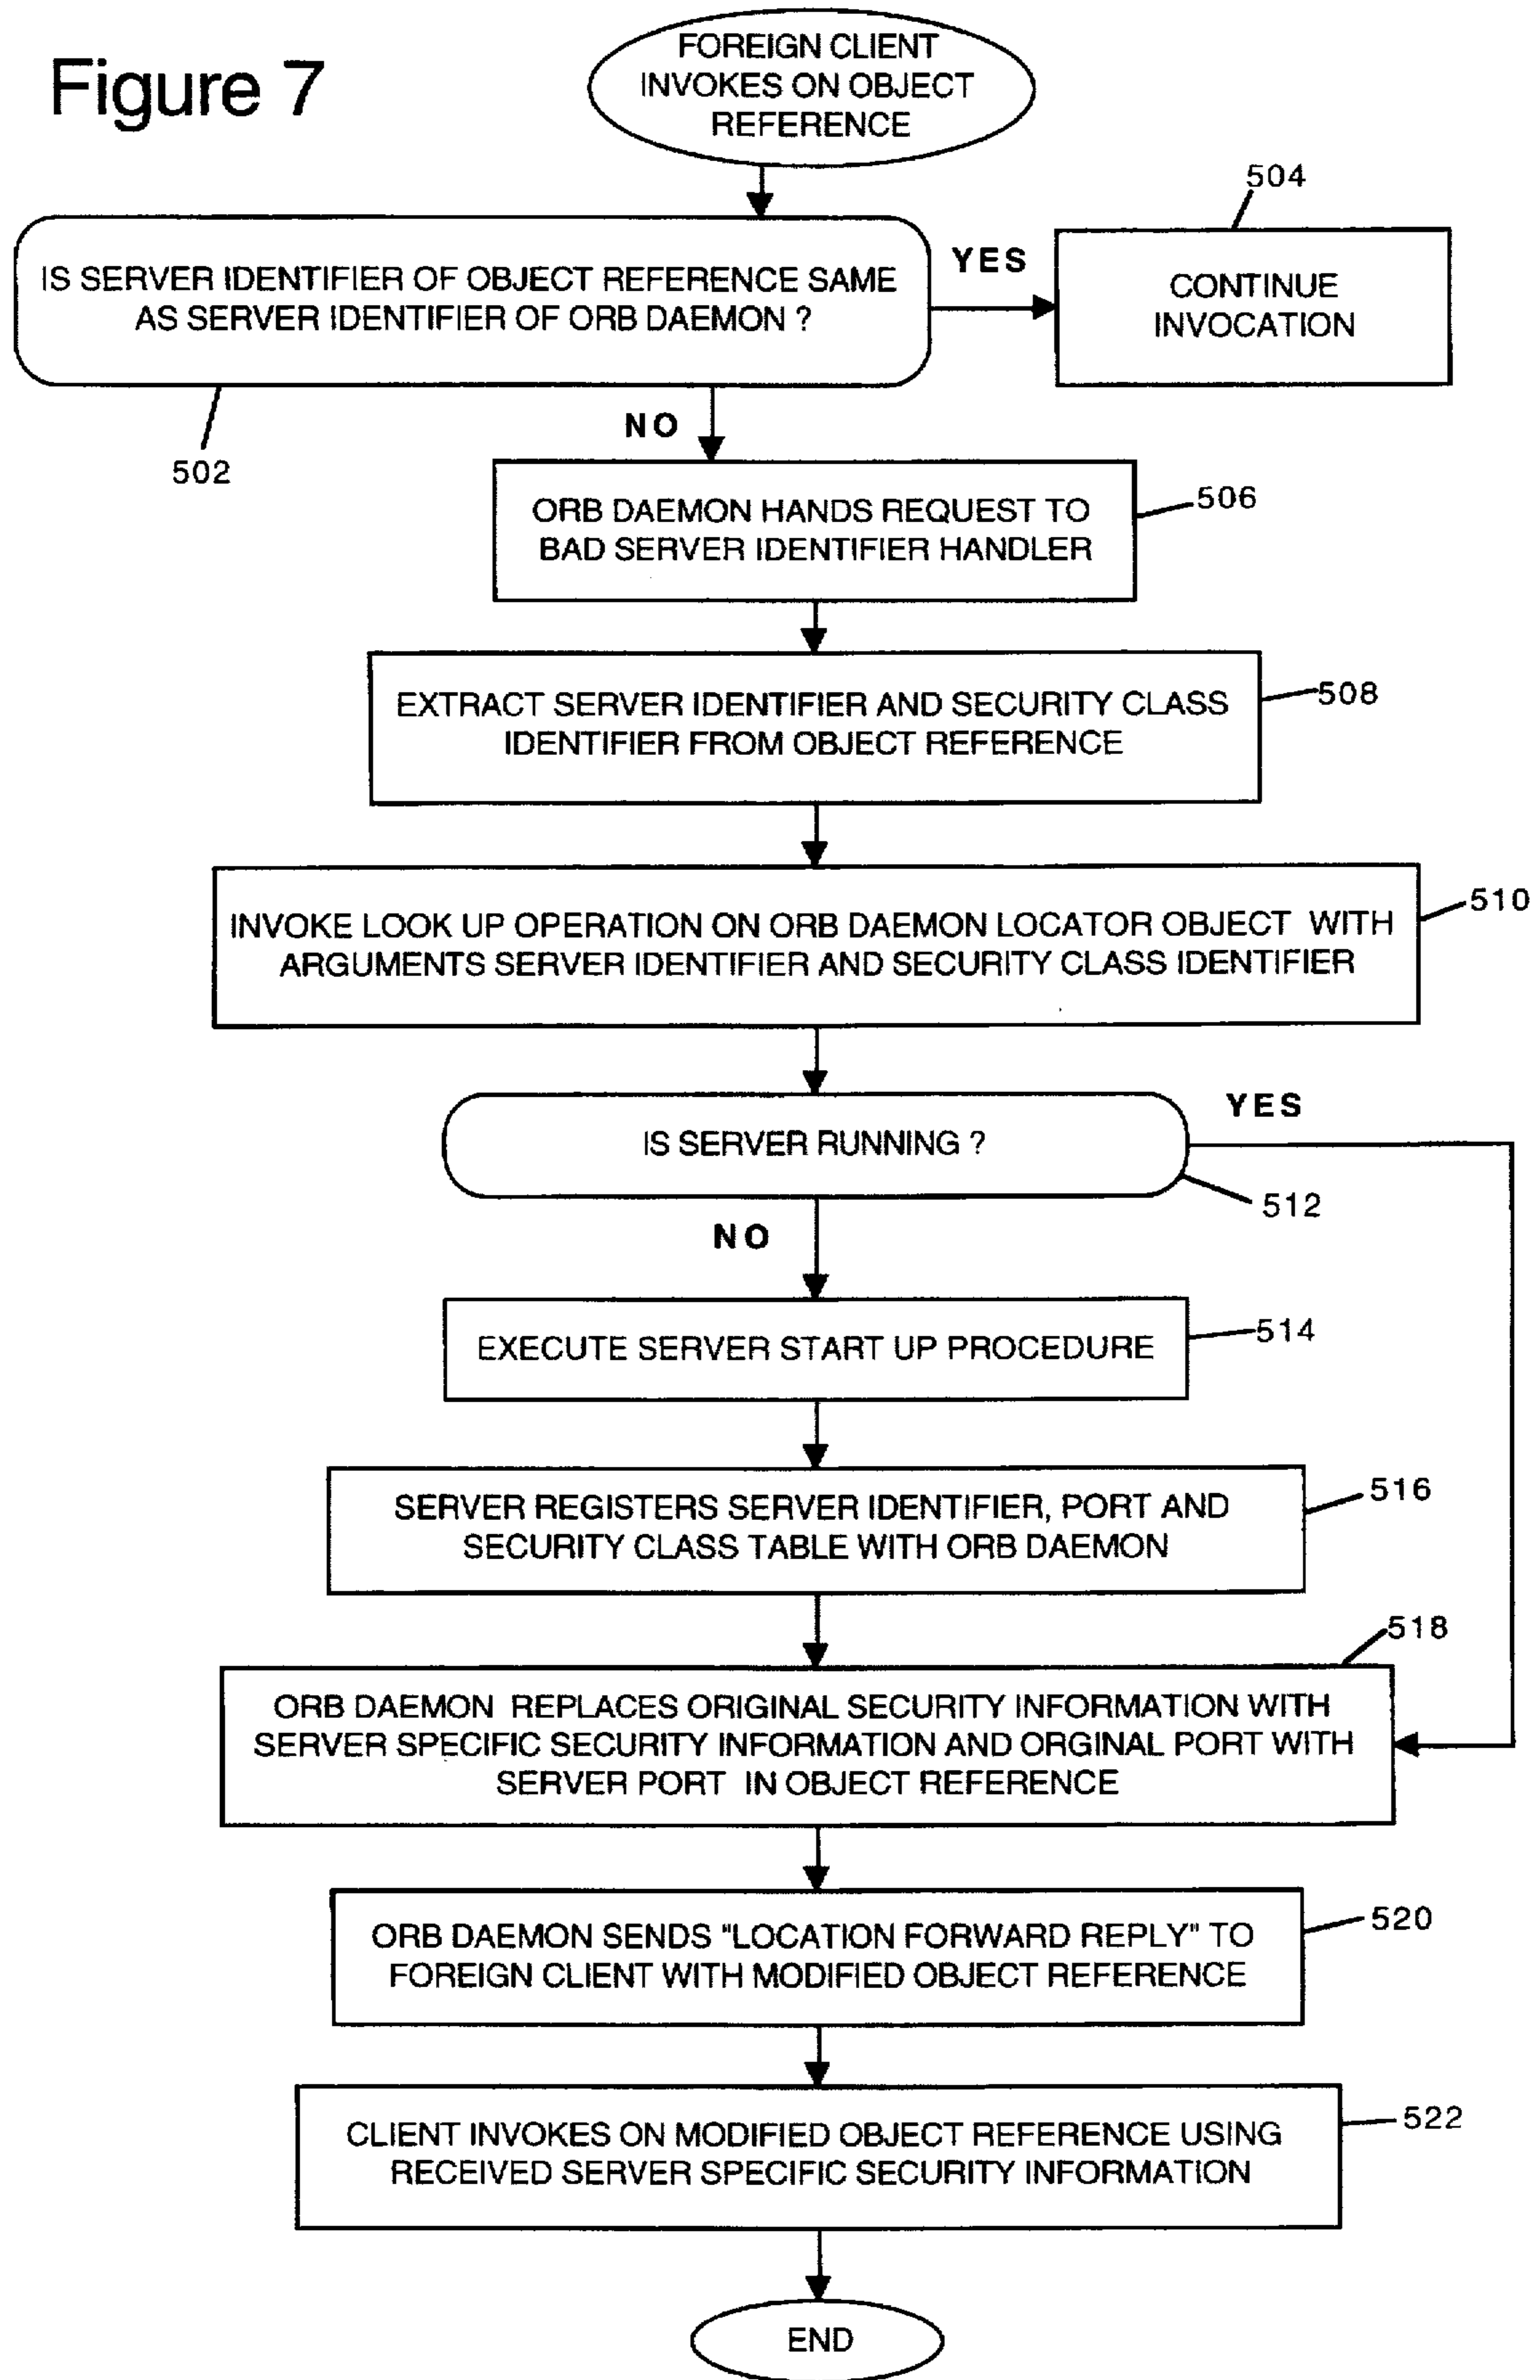 Figure 7
FOREIGN CLIENT
INVOKES ON OBJECT
REFERENCE
504
IS SERVER IDENTIFIER OF OBJECT REFERENCE SAME
AS SERVER IDENTIFIER OF ORB DAEMON ?
YES
CONTINUE
INVOCATION
502
NO
ORB DAEMON HANDS REQUEST TO
BAD SERVER IDENTIFIER HANDLER
506
EXTRACT SERVER IDENTIFIER AND SECURITY CLASS
IDENTIFIER FROM OBJECT REFERENCE
508
INVOKE LOOK UP OPERATION ON ORB DAEMON LOCATOR OBJECT WITH
ARGUMENTS SERVER IDENTIFIER AND SECURITY CLASS IDENTIFIER
510
IS SERVER RUNNING ?
YES
512
NO
EXECUTE SERVER START UP PROCEDURE
514
SERVER REGISTERS SERVER IDENTIFIER, PORT AND
SECURITY CLASS TABLE WITH ORB DAEMON
516
518
ORB DAEMON REPLACES ORIGINAL SECURITY INFORMATION WITH
SERVER SPECIFIC SECURITY INFORMATION AND ORGINAL PORT WITH
SERVER PORT IN OBJECT REFERENCE
ORB DAEMON SENDS "LOCATION FORWARD REPLY" TO
FOREIGN CLIENT WITH MODIFIED OBJECT REFERENCE
520
CLIENT INVOKES ON MODIFIED OBJECT REFERENCE USING
RECEIVED SERVER SPECIFIC SECURITY INFORMATION
522
END